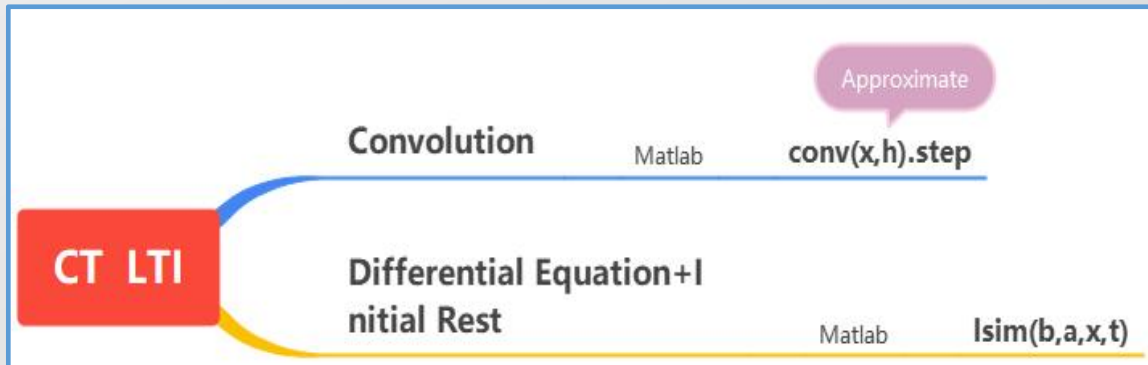 Approximate
Convolution Matlab conv(x,h).step
CT LTI
Differential Equation+I
nitial Rest Matlab lsim(b,a,x,t)